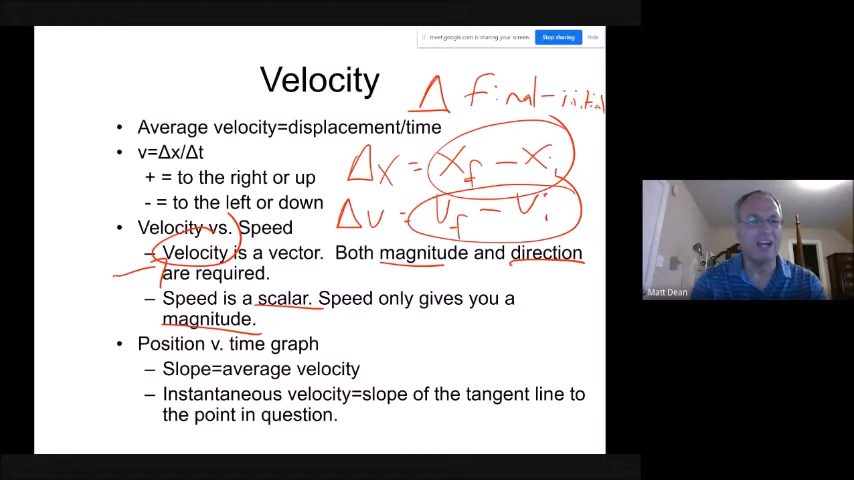 meet.google.com is sharing your screen. Stop sharing Hide
Velocity
Δ final-initial
• Average velocity=displacement/time
• v=Δx/Δt
+ = to the right or up
- = to the left or down
Δx = xf - xi
Δv = vf - vi
• Velocity vs. Speed
– Velocity is a vector. Both magnitude and direction
are required.
– Speed is a scalar. Speed only gives you a
magnitude.
• Position v. time graph
– Slope=average velocity
– Instantaneous velocity=slope of the tangent line to
the point in question.
Matt Dean